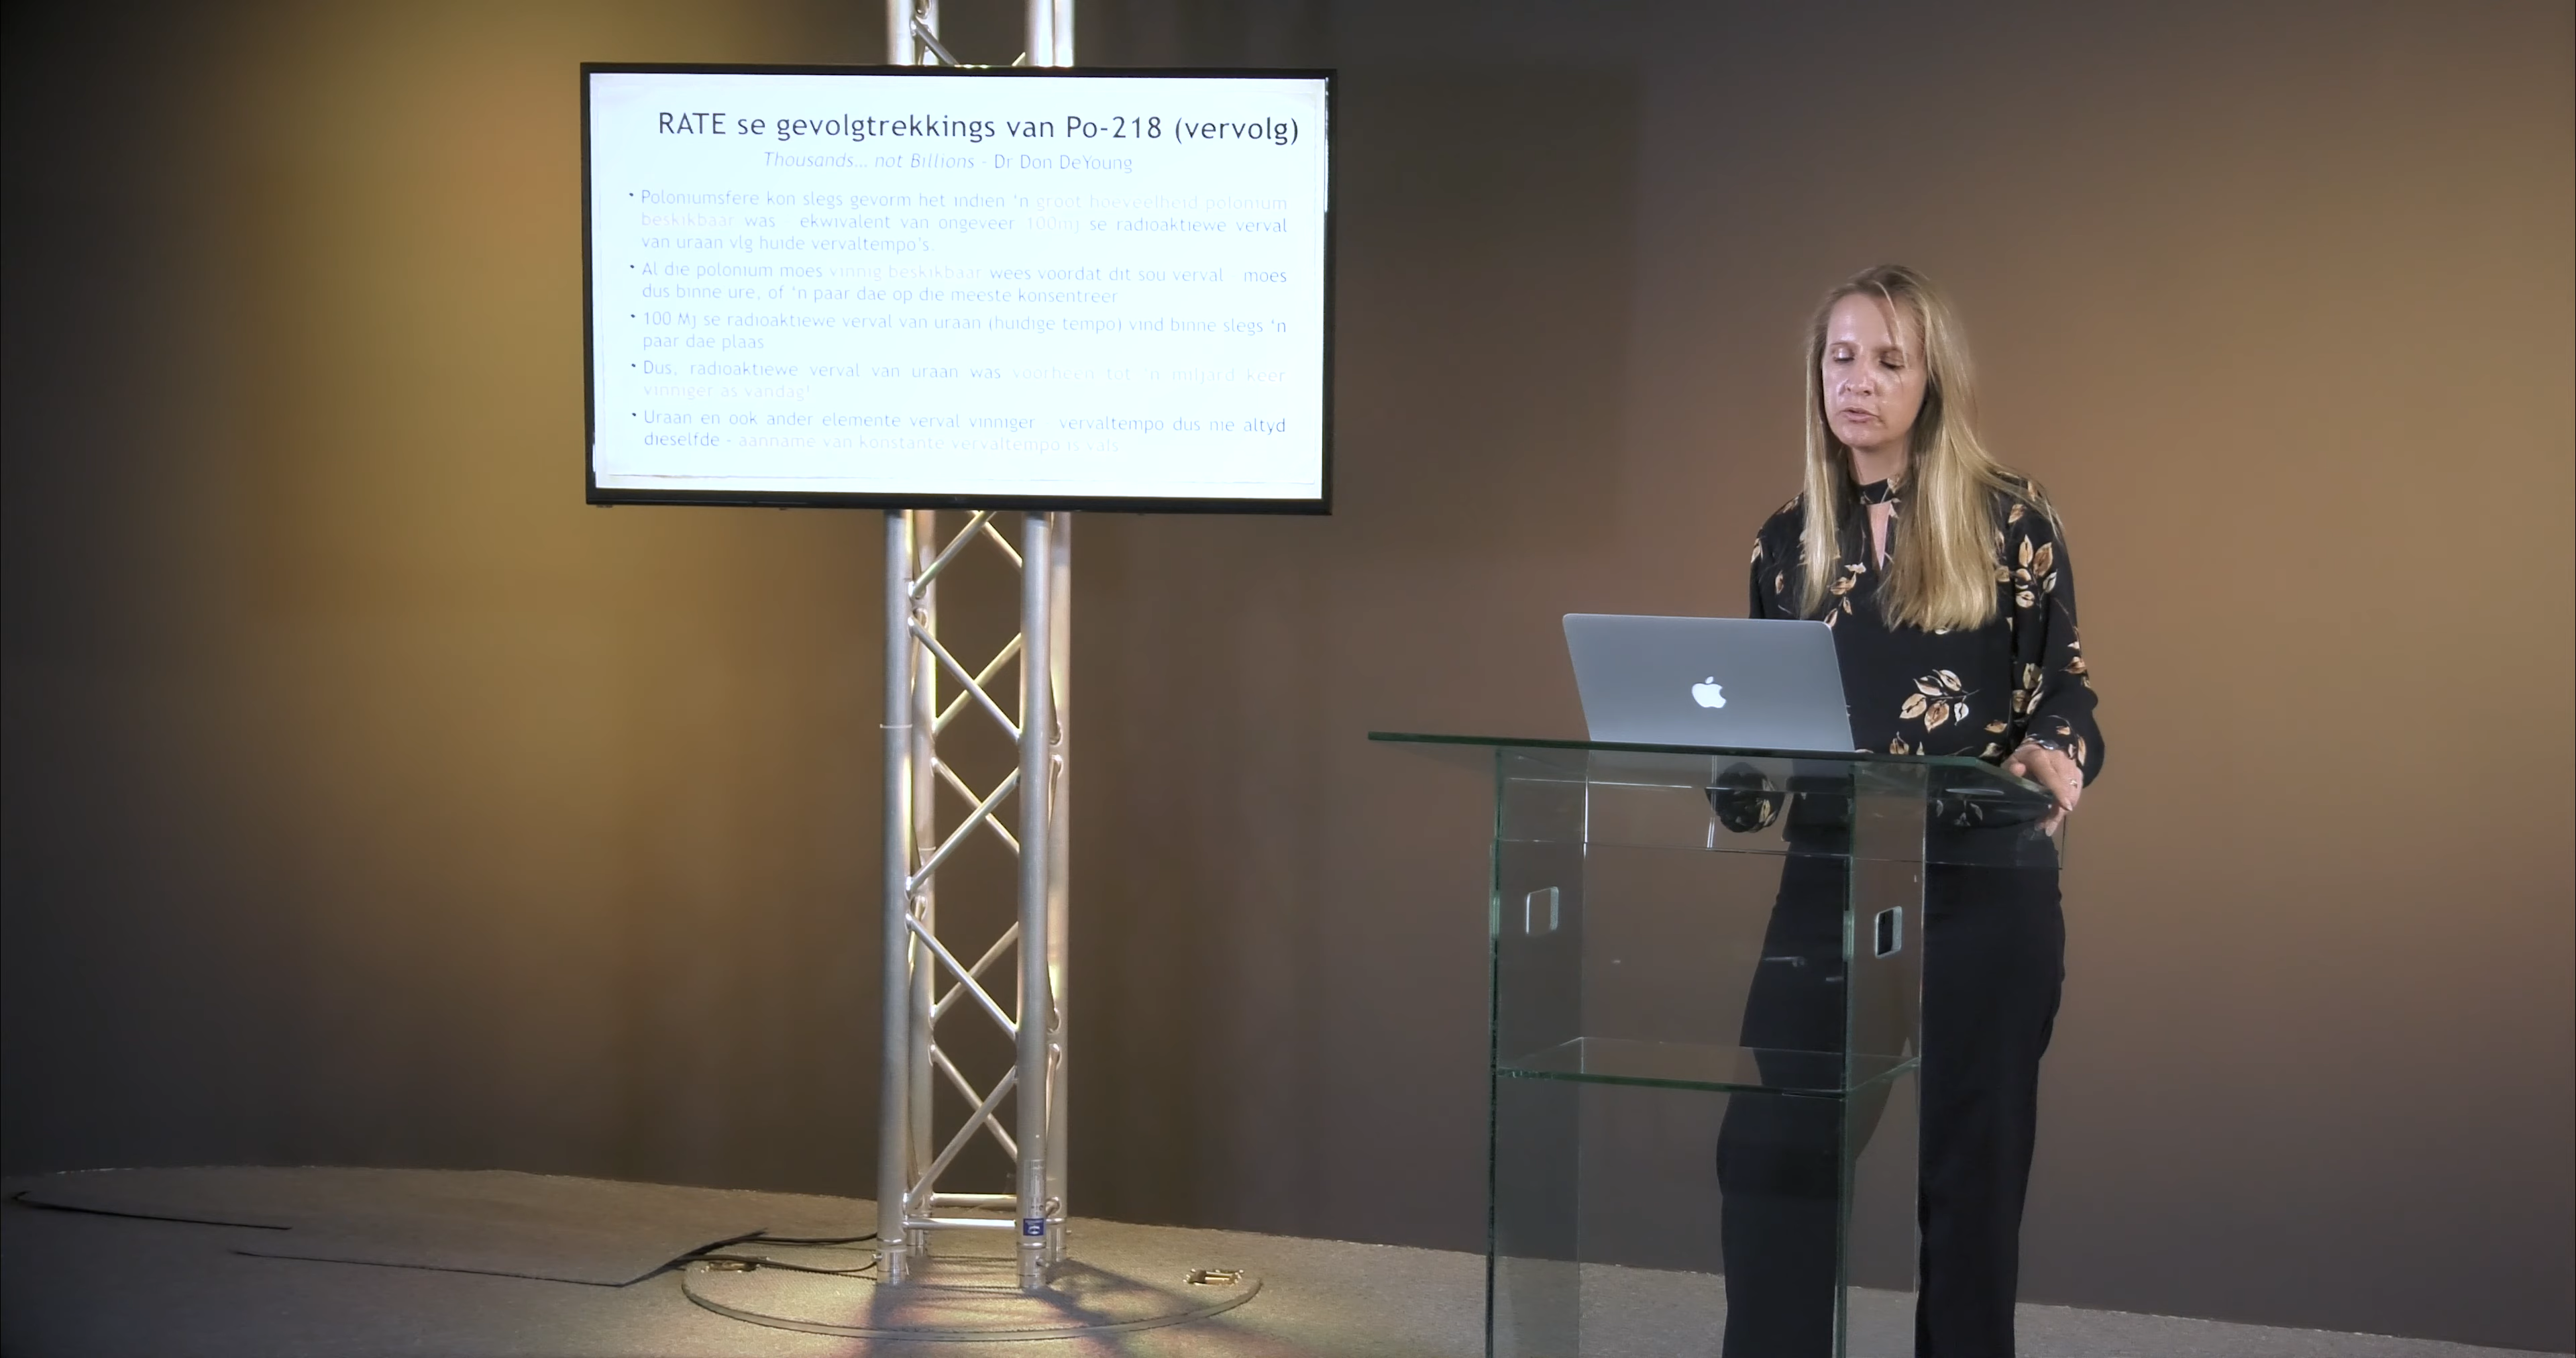 RATE se gevolgtrekkings van Po-218 (vervolg)
Thousands... not Billions - Dr Don DeYoung
• Poloniumsfere kon slegs gevorm het indien 'n groot hoeveelheid polonium
beskikbaar was ekwivalent van ongeveer 100mj se radioaktiewe verval
van uraan vlg huide vervaltempo's.
• Al die polonium moes vinnig beskikbaar wees voordat dit sou verval moes
dus binne ure, of 'n paar dae op die meeste konsentreer
• 100 Mj se radioaktiewe verval van uraan (huidige tempo) vind binne slegs 'n
paar dae plaas
• Dus, radioaktiewe verval van uraan was voorheen tot 'n miljard keer
vinniger as vandag!
• Uraan en ook ander elemente verval vinniger vervaltempo dus nie altyd
dieselfde - aanname van konstante vervaltempo is vals